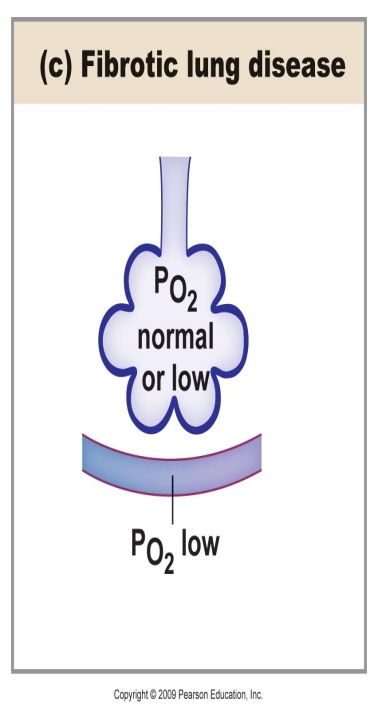 (c) Fibrotic lung disease
PO2
normal
or low
PO2 low
Copyright © 2009 Pearson Education, Inc.